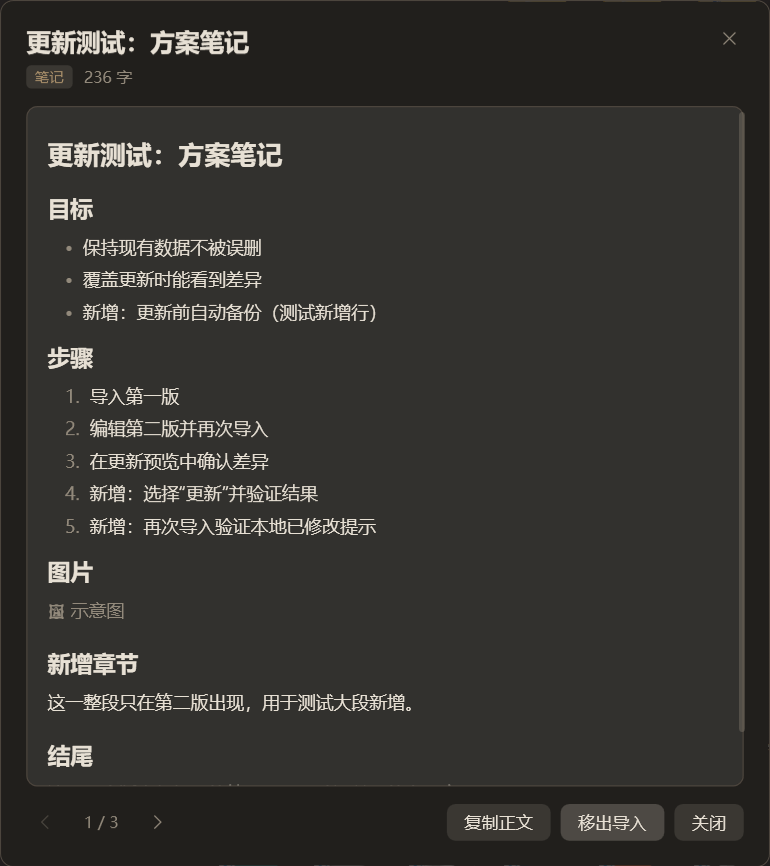 更新测试：方案笔记
笔记 236 字
更新测试：方案笔记
目标
• 保持现有数据不被误删
• 覆盖更新时能看到差异
• 新增：更新前自动备份（测试新增行）
步骤
1. 导入第一版
2. 编辑第二版并再次导入
3. 在更新预览中确认差异
4. 新增：选择“更新”并验证结果
5. 新增：再次导入验证本地已修改提示
图片
示意图
新增章节
这一整段只在第二版出现，用于测试大段新增。
结尾
1 / 3
复制正文 移出导入 关闭